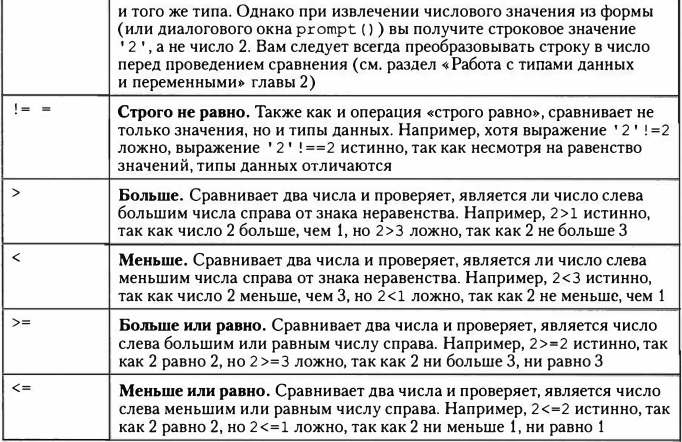 и того же типа. Однако при извлечении числового значения из формы
(или диалогового окна prompt()) вы получите строковое значение
'2', а не число 2. Вам следует всегда преобразовывать строку в число
перед проведением сравнения (см. раздел «Работа с типами данных
и переменными» главы 2)
!= =
Строго не равно. Также как и операция «строго равно», сравнивает не
только значения, но и типы данных. Например, хотя выражение '2'!=2
ложно, выражение '2'!==2 истинно, так как несмотря на равенство
значений, типы данных отличаются
>
Больше. Сравнивает два числа и проверяет, является ли число слева
большим числа справа от знака неравенства. Например, 2>1 истинно,
так как число 2 больше, чем 1, но 2>3 ложно, так как 2 не больше 3
<
Меньше. Сравнивает два числа и проверяет, является ли число слева
меньшим числа справа от знака неравенства. Например, 2<3 истинно,
так как число 2 меньше, чем 3, но 2<1 ложно, так как 2 не меньше, чем 1
>=
Больше или равно. Сравнивает два числа и проверяет, является число
слева большим или равным числу справа. Например, 2>=2 истинно, так
как 2 равно 2, но 2>=3 ложно, так как 2 ни больше 3, ни равно 3
<=
Меньше или равно. Сравнивает два числа и проверяет, является число
слева меньшим или равным числу справа. Например, 2<=2 истинно, так
как 2 равно 2, но 2<=1 ложно, так как 2 ни меньше 1, ни равно 1